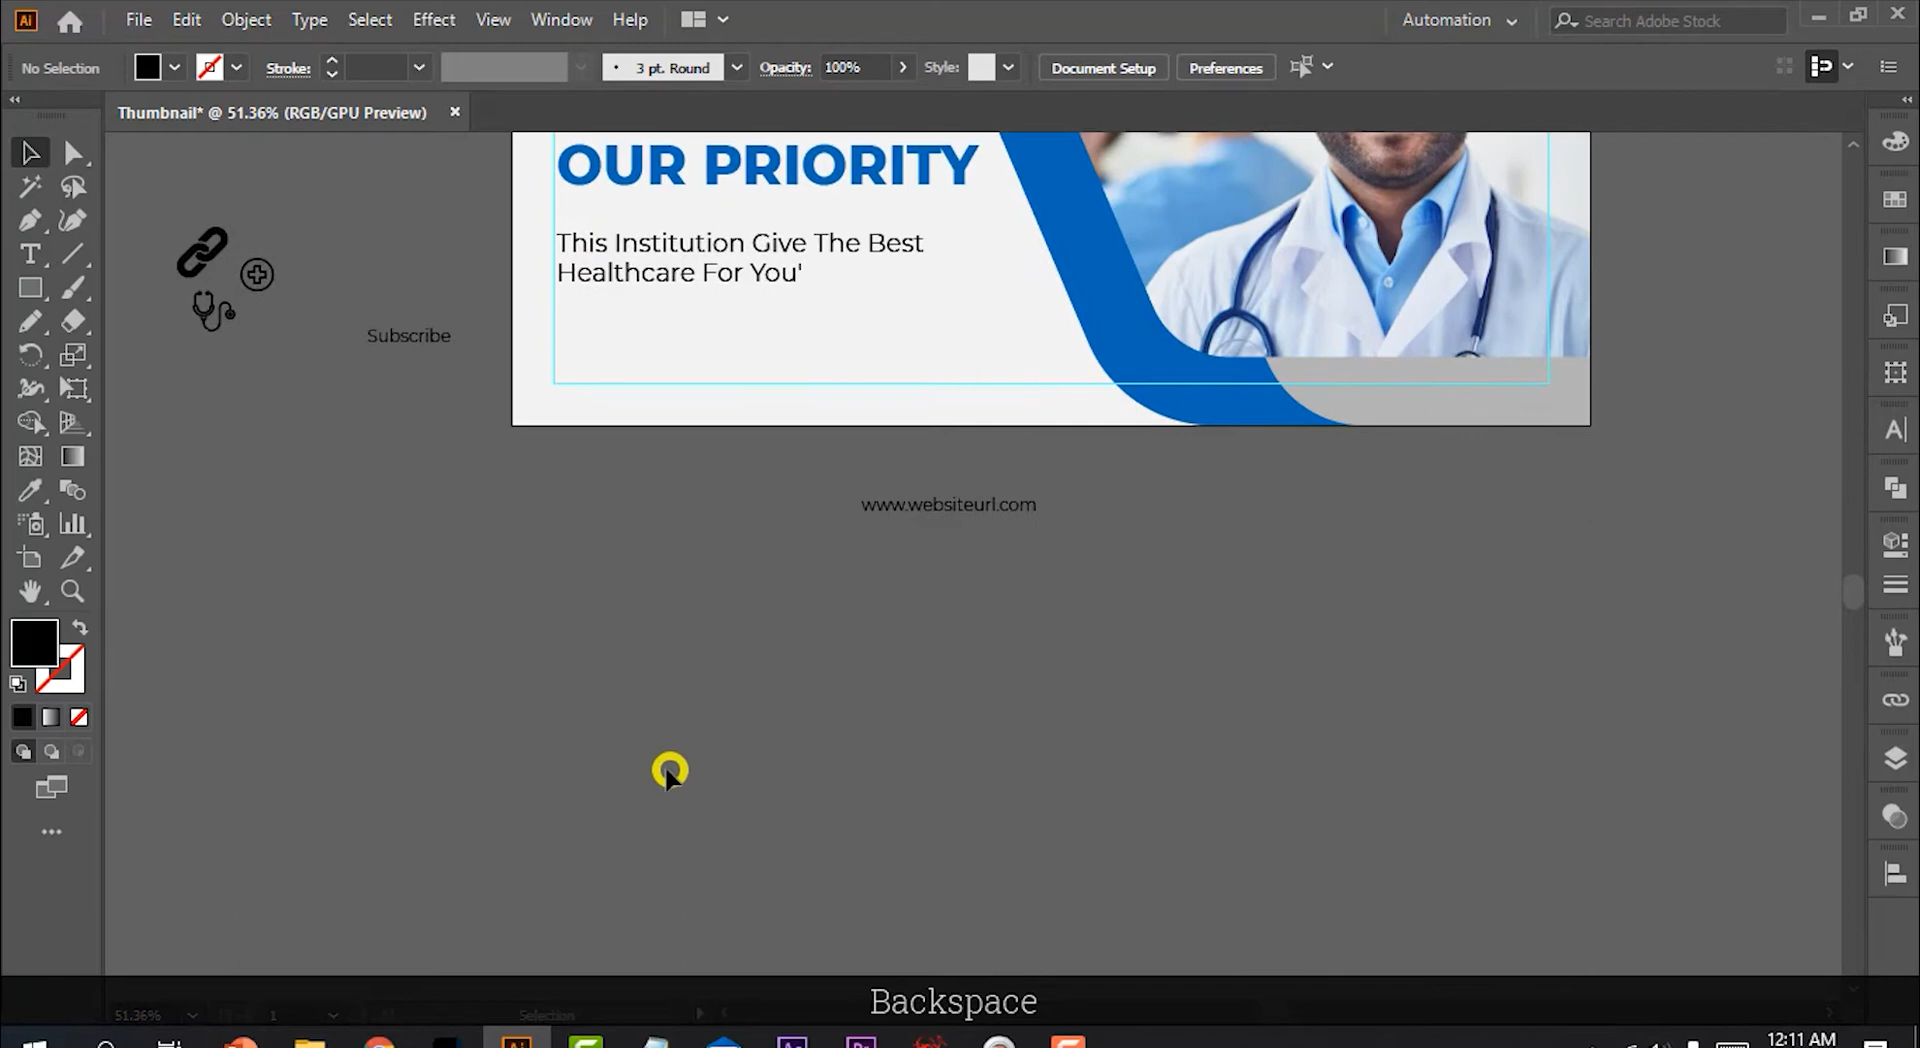 Ai
File Edit Object Type Select Effect View Window Help
Automation
Search Adobe Stock
No Selection
Stroke:
3 pt. Round
Opacity: 100%
Style:
Document Setup
Preferences
Thumbnail* @ 51.36% (RGB/GPU Preview)
OUR PRIORITY
This Institution Give The Best
Healthcare For You'
Subscribe
www.websiteurl.com
Backspace
51.36%
1
Selection
12:11 AM